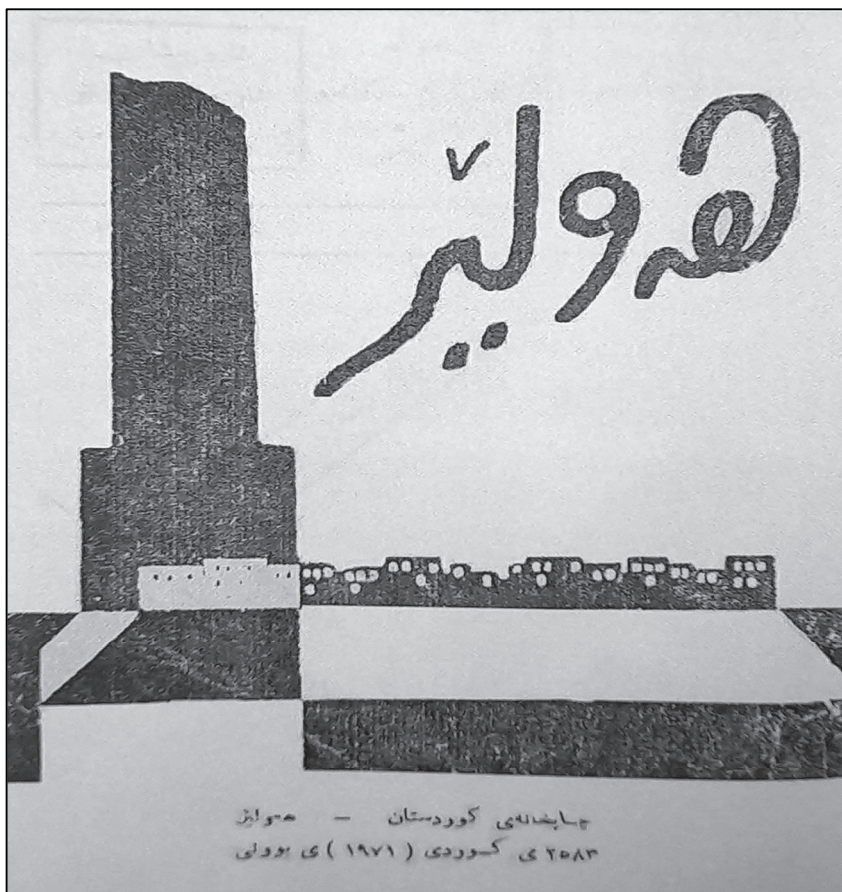 هەولێر
چاپخانەی کوردستان – هەولێر
٢٥٨٣ ی کوردی ( ١٩٧١ ) ی بوولی